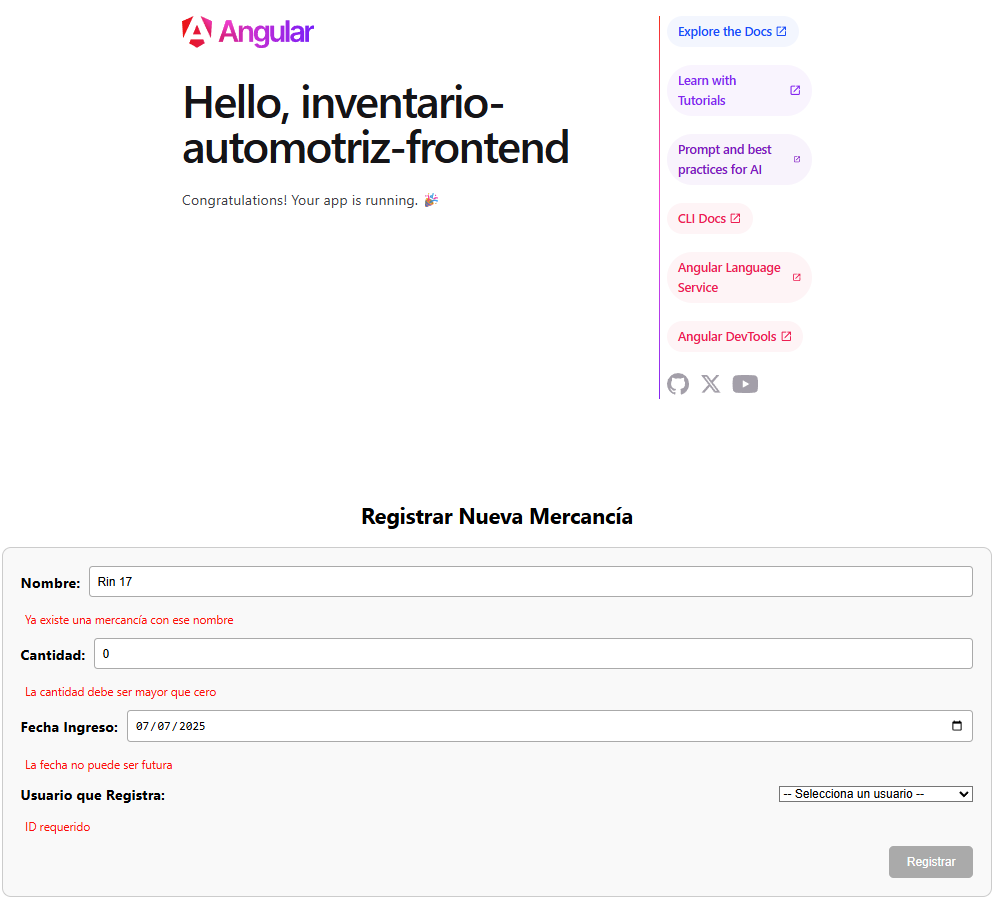 Angular
Hello, inventario-
automotriz-frontend
Congratulations! Your app is running. 🎉
Explore the Docs
Learn with
Tutorials
Prompt and best
practices for AI
CLI Docs
Angular Language
Service
Angular DevTools
Registrar Nueva Mercancía
Nombre: Rin 17
Ya existe una mercancía con ese nombre
Cantidad: 0
La cantidad debe ser mayor que cero
Fecha Ingreso: 07/07/2025
La fecha no puede ser futura
Usuario que Registra: -- Selecciona un usuario --
ID requerido
Registrar